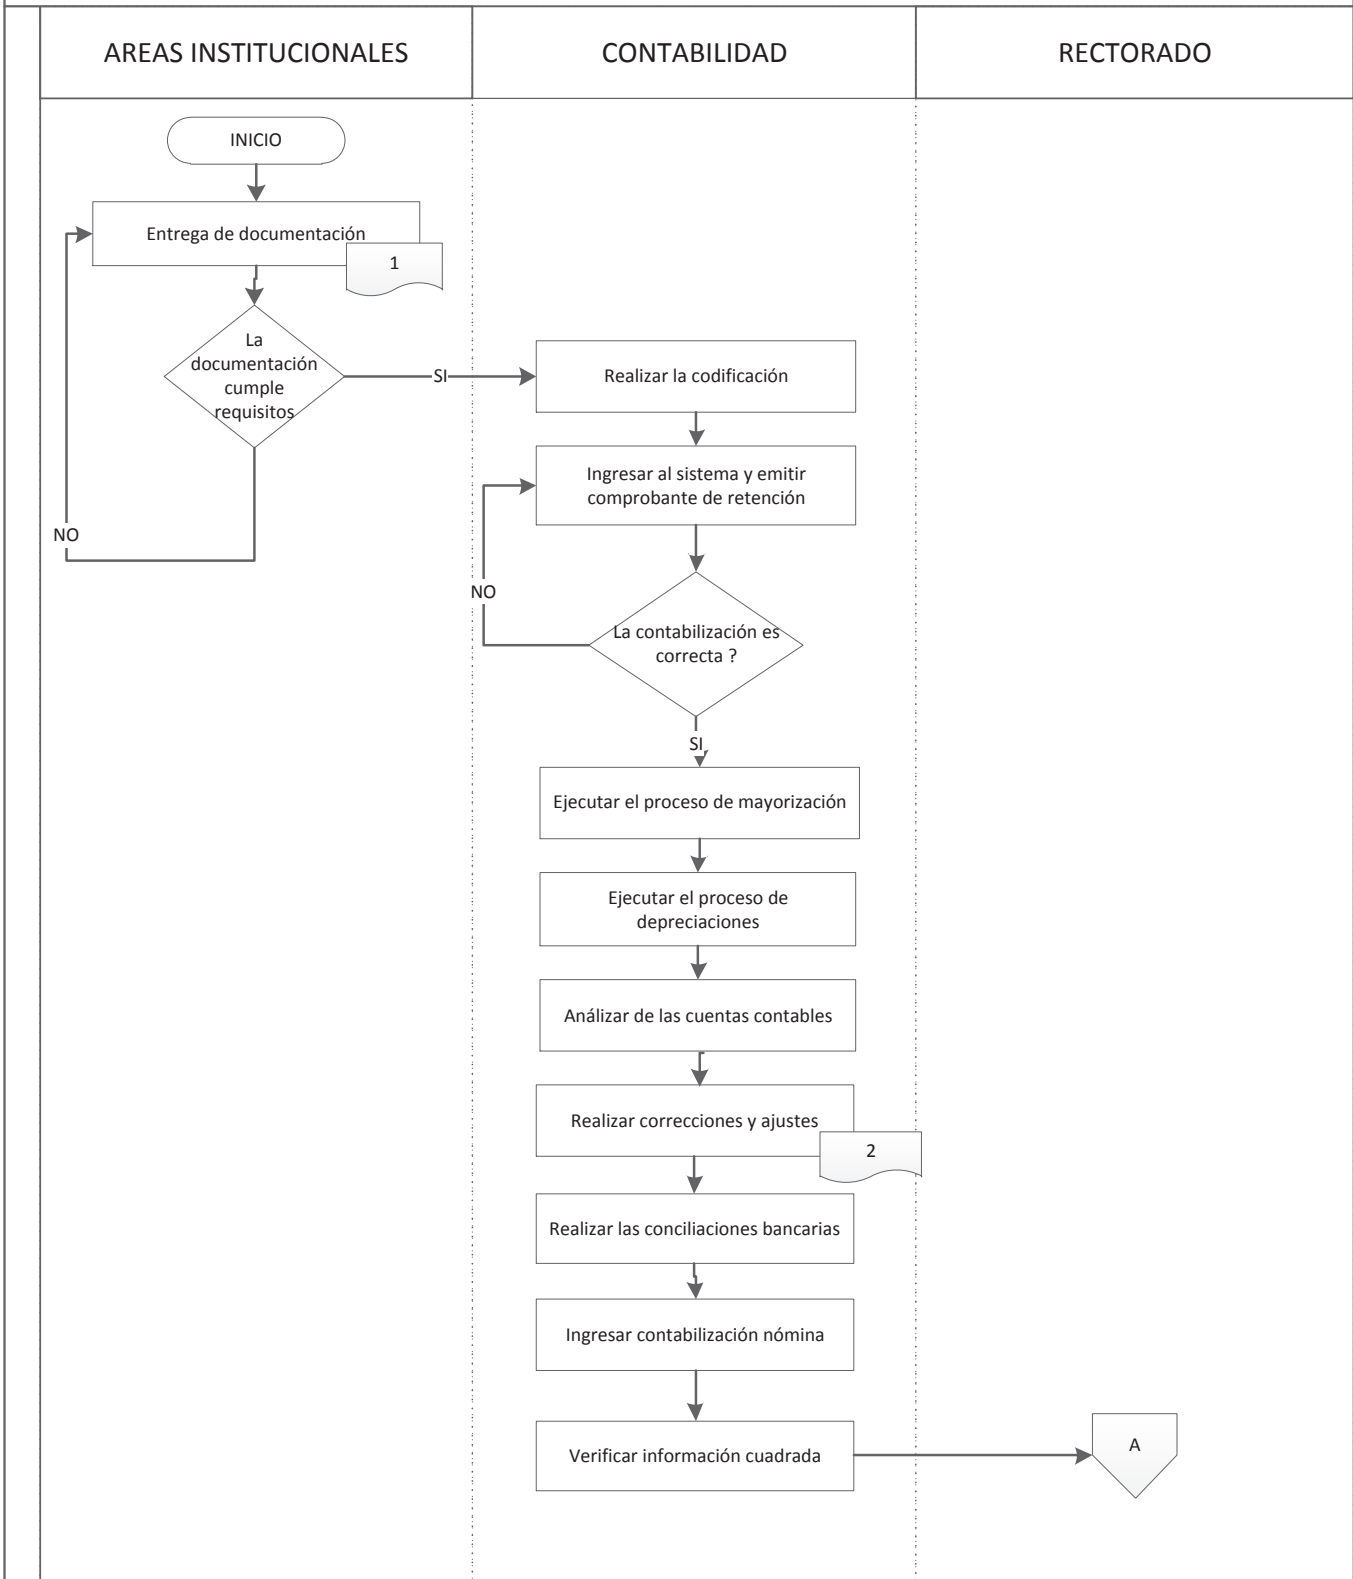 AREAS INSTITUCIONALES
CONTABILIDAD
RECTORADO
INICIO
Entrega de documentación
1
La
documentación
cumple
requisitos
SI
NO
Realizar la codificación
Ingresar al sistema y emitir
comprobante de retención
NO
La contabilización es
correcta ?
SI
Ejecutar el proceso de mayorización
Ejecutar el proceso de
depreciaciones
Análizar de las cuentas contables
Realizar correcciones y ajustes
2
Realizar las conciliaciones bancarias
Ingresar contabilización nómina
Verificar información cuadrada
A